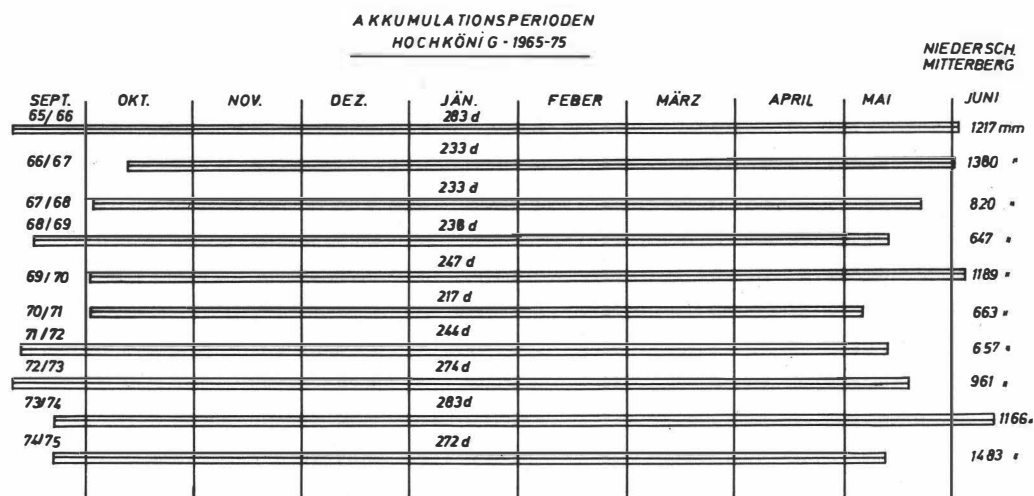 AKKUMULATIONSPERIODEN
HOCHKÖNIG - 1965-75
NIEDERSCH.
MITTERBERG
SEPT. OKT. NOV. DEZ. JÄN. FEBER MÄRZ APRIL MAI JUNI
65/66 283 d 1217 mm
66/67 233 d 1380 "
67/68 233 d 820 "
68/69 238 d 647 "
69/70 247 d 1189 "
70/71 217 d 663 "
71/72 244 d 657 "
72/73 274 d 961 "
73/74 283 d 1166 "
74/75 272 d 1483 "